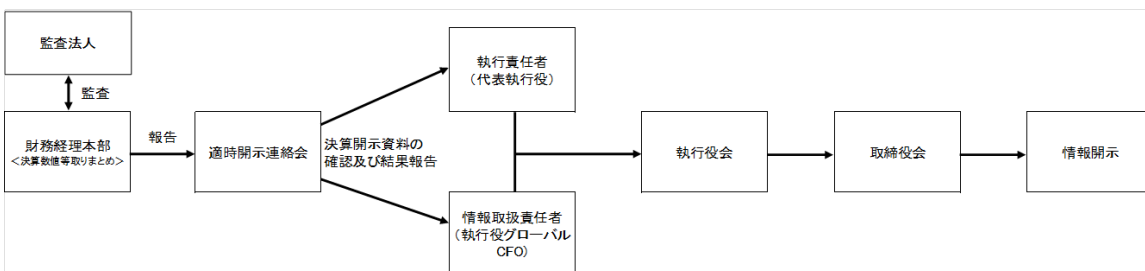 監査法人
監査
財務経理本部
＜決算数値等取りまとめ＞
報告
適時開示連絡会
決算開示資料の
確認及び結果報告
執行責任者
（代表執行役）
情報取扱責任者
（執行役グローバル
CFO）
執行役会
取締役会
情報開示